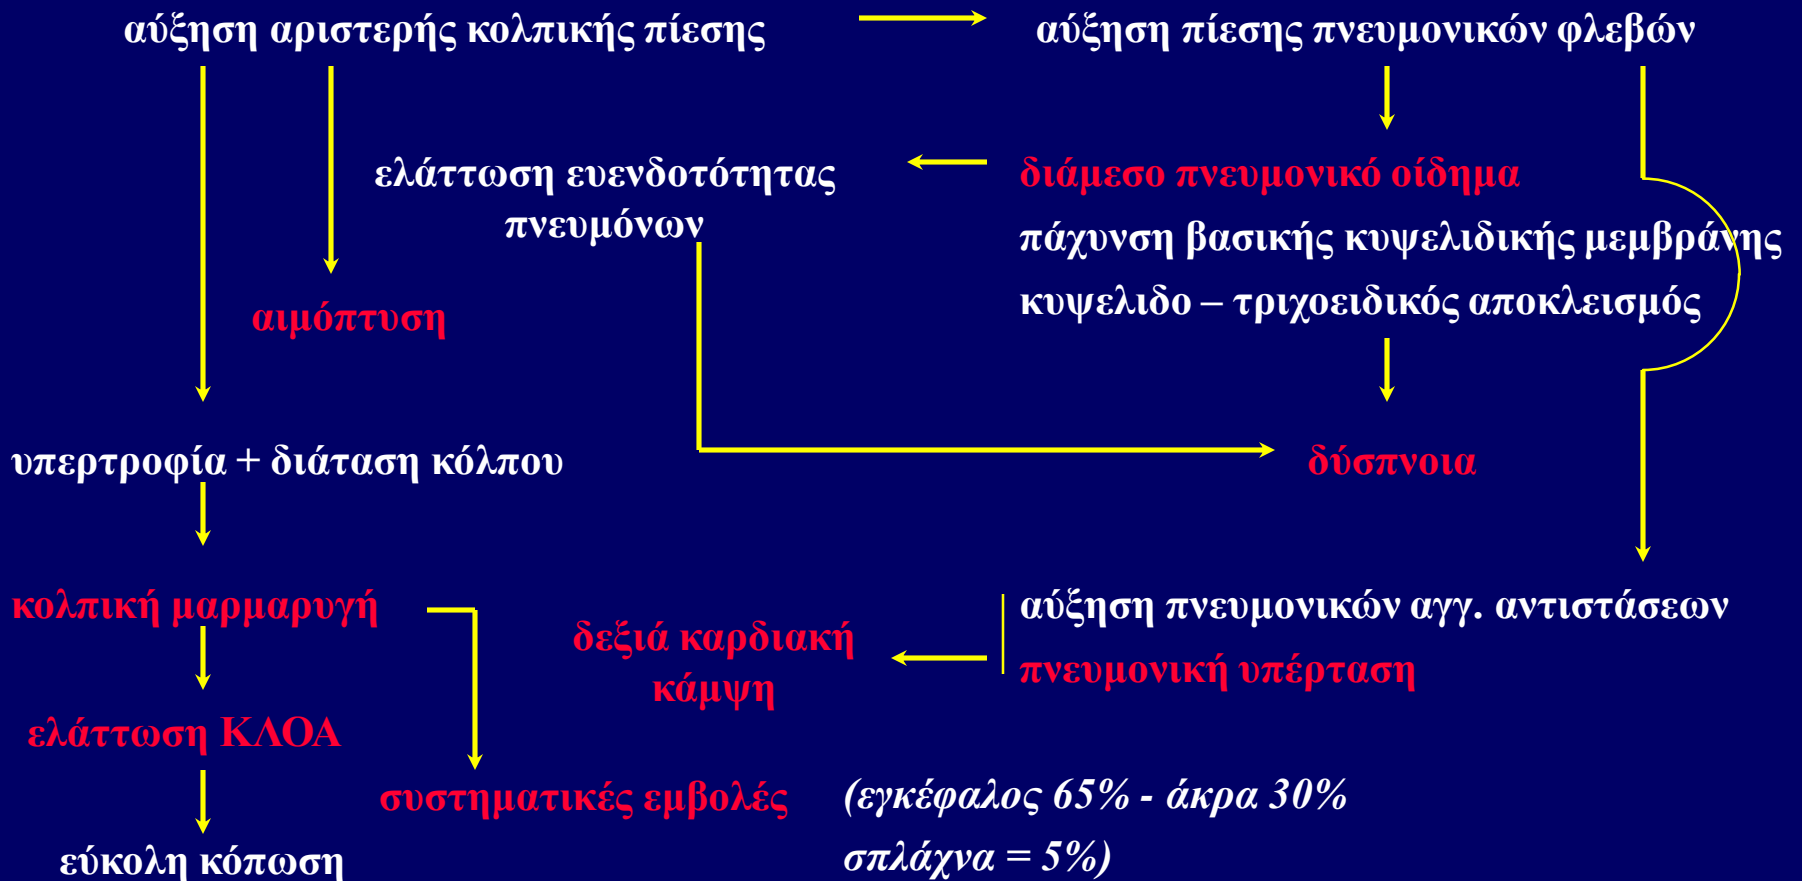 αύξηση αριστερής κολπικής πίεσης
αύξηση πίεσης πνευμονικών φλεβών
ελάττωση ευενδοτότητας
πνευμόνων
διάμεσο πνευμονικό οίδημα
πάχυνση βασικής κυψελιδικής μεμβράνης
κυψελιδο – τριχοειδικός αποκλεισμός
αιμόπτυση
υπερτροφία + διάταση κόλπου
δύσπνοια
κολπική μαρμαρυγή
δεξιά καρδιακή
κάμψη
αύξηση πνευμονικών αγγ. αντιστάσεων
πνευμονική υπέρταση
ελάττωση ΚΛΟΑ
συστηματικές εμβολές
(εγκέφαλος 65% - άκρα 30%
σπλάχνα = 5%)
εύκολη κόπωση